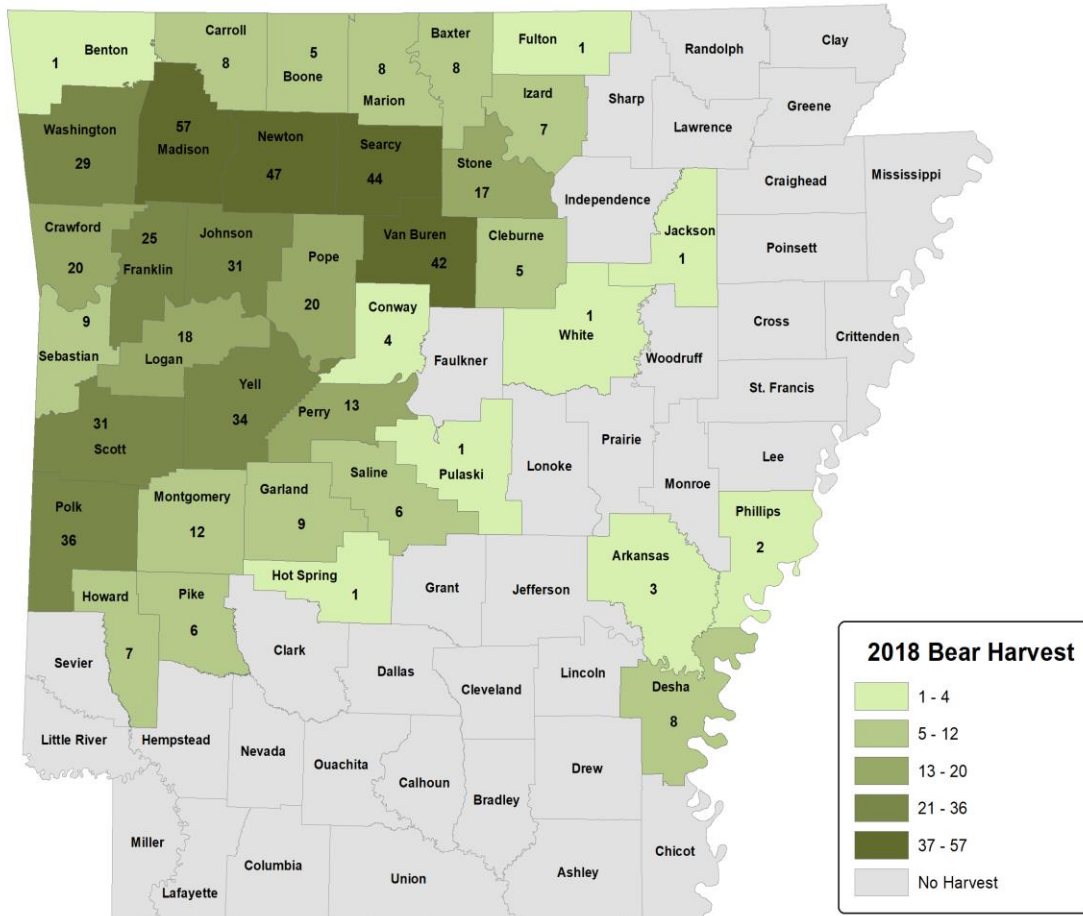 Benton
1
Carroll
8
5
Boone
8
Marion
Baxter
8
Fulton
1
Randolph
Clay
Izard
7
Sharp
Greene
Lawrence
Washington
29
57
Madison
Newton
47
Searcy
44
Stone
17
Independence
Craighead
Mississippi
Jackson
1
Poinsett
Crawford
20
25
Franklin
Johnson
31
Pope
20
Van Buren
42
Cleburne
5
Conway
4
1
White
Woodruff
Cross
Crittenden
9
Sebastian
18
Logan
Faulkner
St. Francis
Yell
34
Perry
13
31
Scott
1
Pulaski
Lonoke
Prairie
Monroe
Lee
Polk
36
Montgomery
12
Garland
9
Saline
6
Phillips
2
Hot Spring
1
Grant
Jefferson
Arkansas
3
Howard
7
Pike
6
Sevier
Clark
Dallas
Cleveland
Lincoln
Desha
8
Little River
Hempstead
Nevada
Ouachita
Calhoun
Bradley
Drew
Miller
Lafayette
Columbia
Union
Ashley
Chicot
2018 Bear Harvest
1 - 4
5 - 12
13 - 20
21 - 36
37 - 57
No Harvest